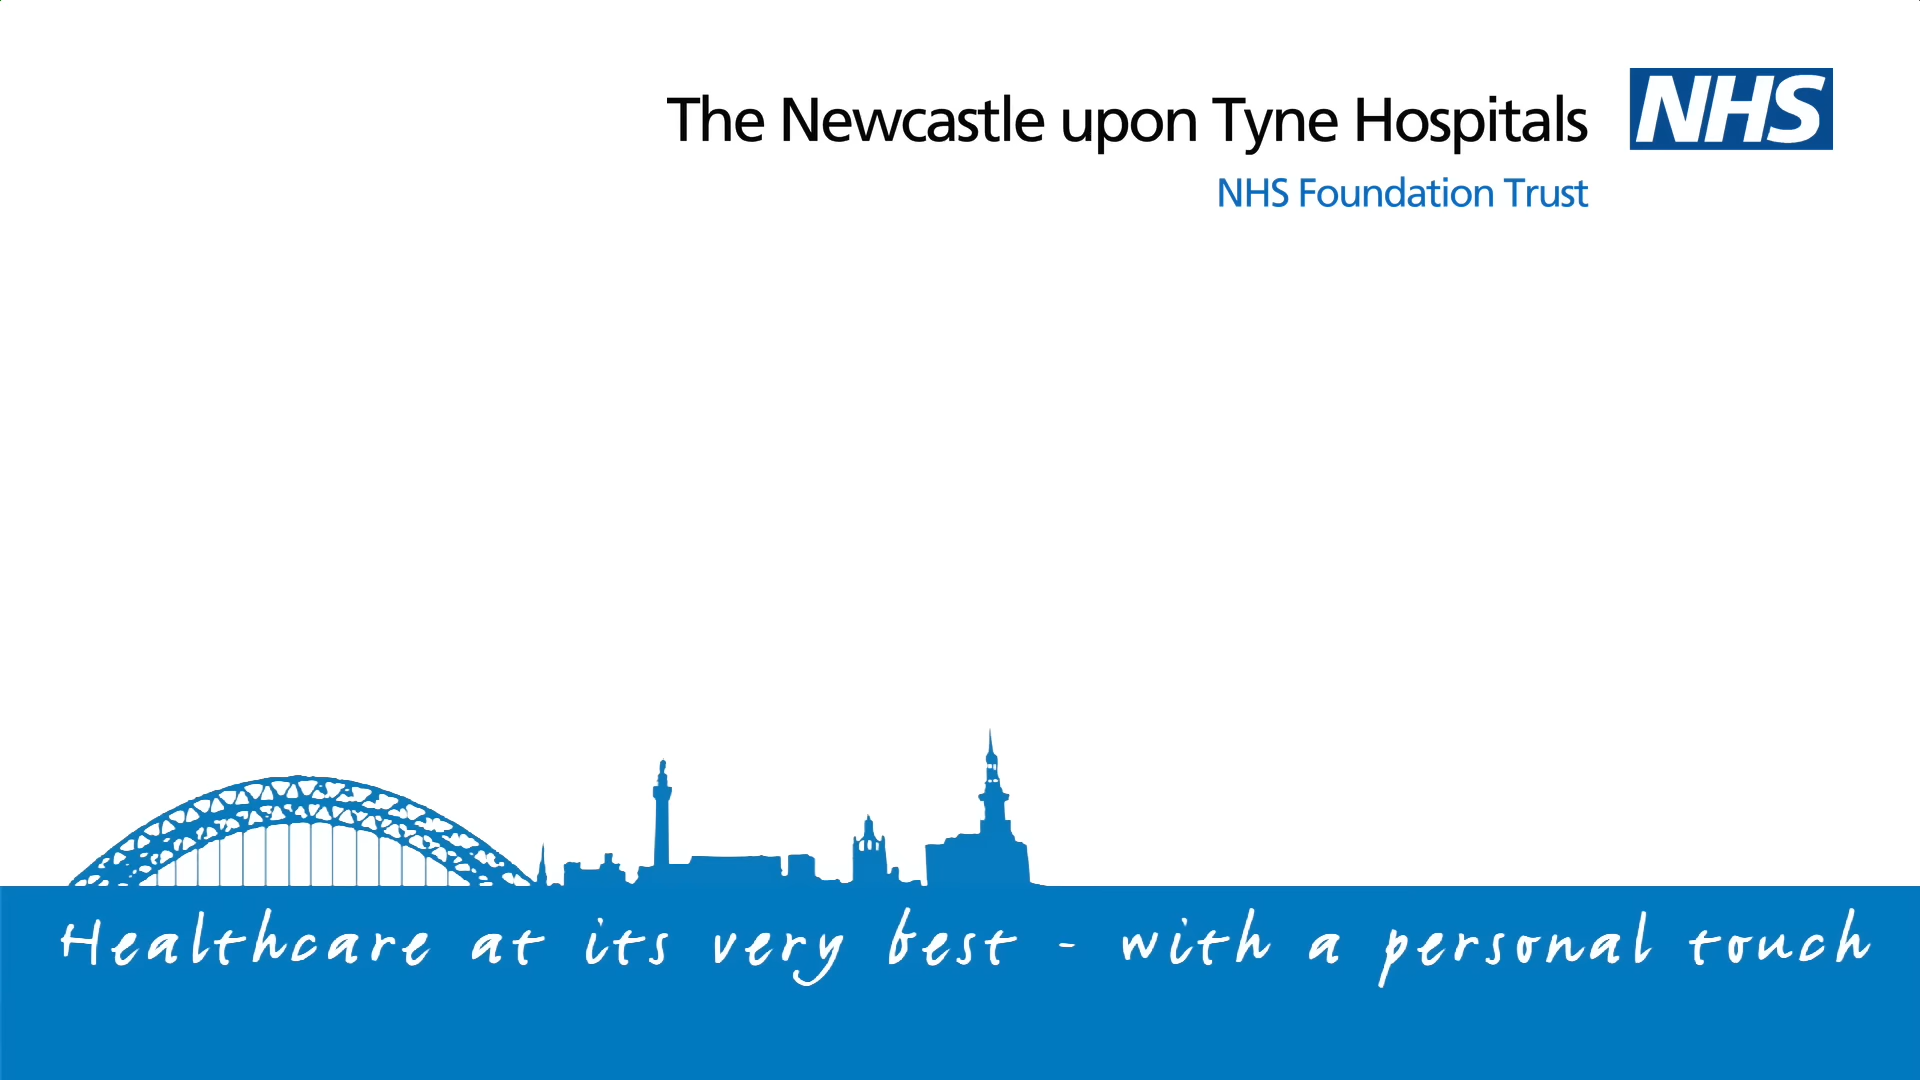 The Newcastle upon Tyne Hospitals NHS
NHS Foundation Trust
Healthcare at its very best - with a personal touch